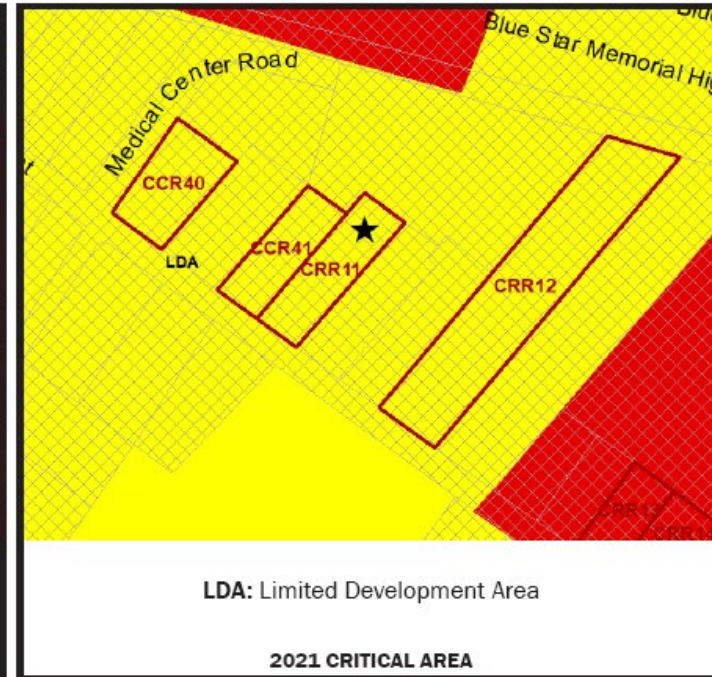 Blue Star Memorial Hig
Medical Center Road
CCR40
CCR41
CRR11
LDA
CRR12
LDA: Limited Development Area
2021 CRITICAL AREA